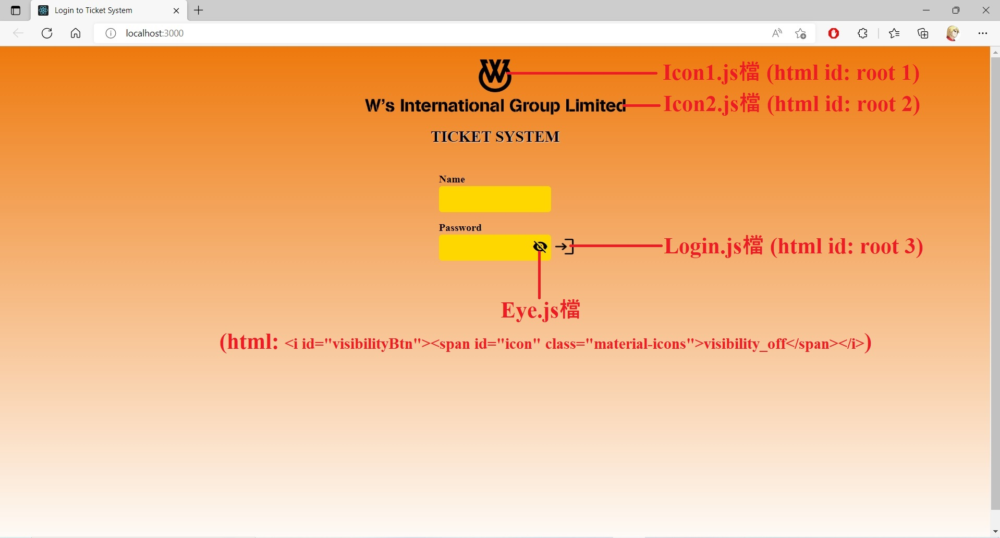 Login to Ticket System
localhost:3000
W
Icon1.js檔 (html id: root 1)
W's International Group Limited
Icon2.js檔 (html id: root 2)
TICKET SYSTEM
Name
Password
Login.js檔 (html id: root 3)
Eye.js檔
(html: <i id="visibilityBtn"><span id="icon" class="material-icons">visibility_off</span></i>)